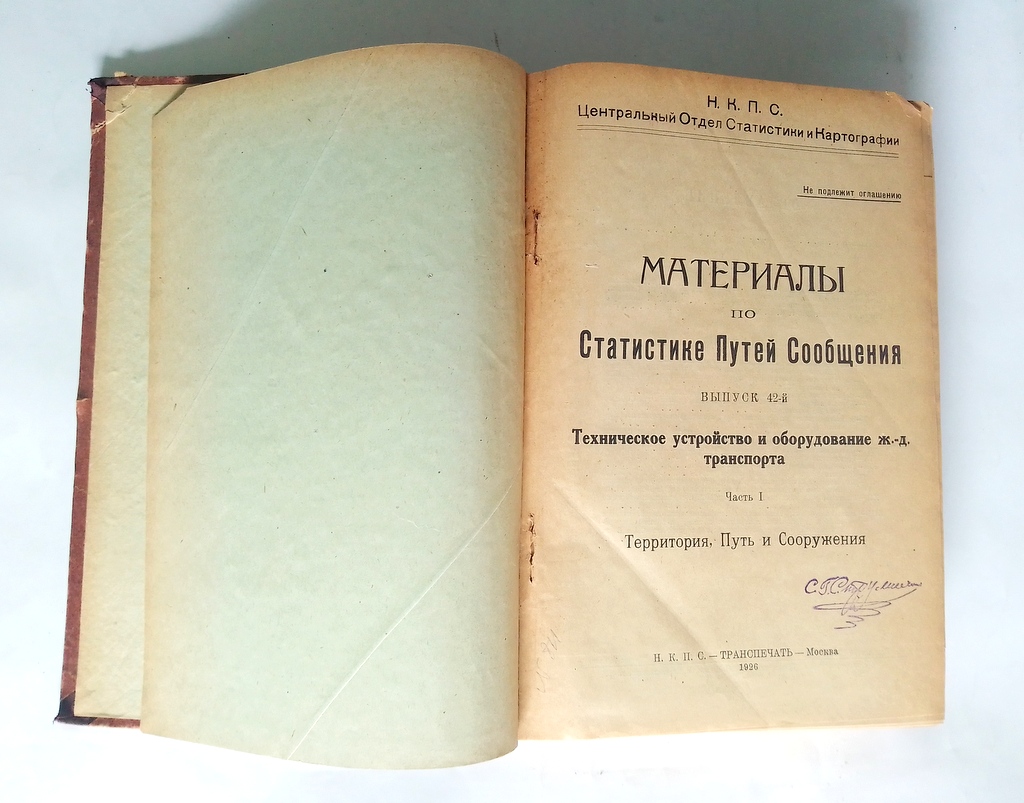 Н. К. П. С.
Центральный Отдел Статистики и Картографии
Не подлежит оглашению
МАТЕРИАЛЫ
ПО
Статистике Путей Сообщения
ВЫПУСК 42-й
Техническое устройство и оборудование ж.-д.
транспорта
Часть I
Территория, Путь и Сооружения
Н. К. П. С. — ТРАНСПЕЧАТЬ — Москва
1926